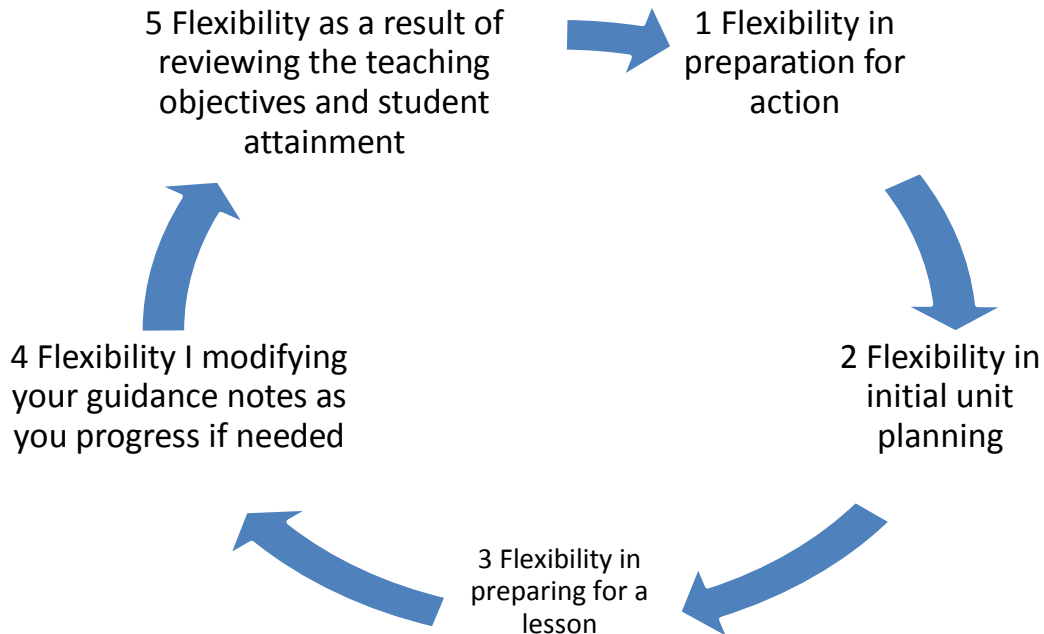 5 Flexibility as a result of
reviewing the teaching
objectives and student
attainment
1 Flexibility in
preparation for
action
2 Flexibility in
initial unit
planning
3 Flexibility in
preparing for a
lesson
4 Flexibility I modifying
your guidance notes as
you progress if needed